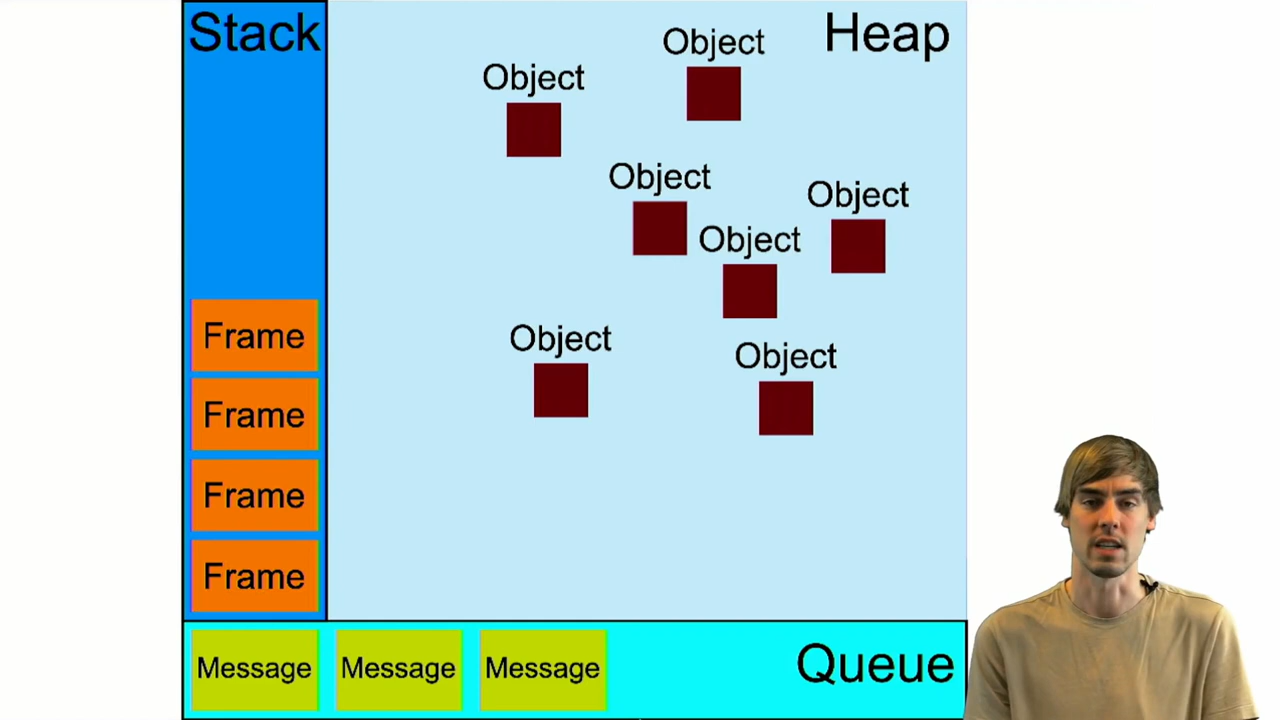 Stack
Frame
Frame
Frame
Frame
Heap
Object
Object
Object
Object
Object
Object
Object
Message
Message
Message
Queue